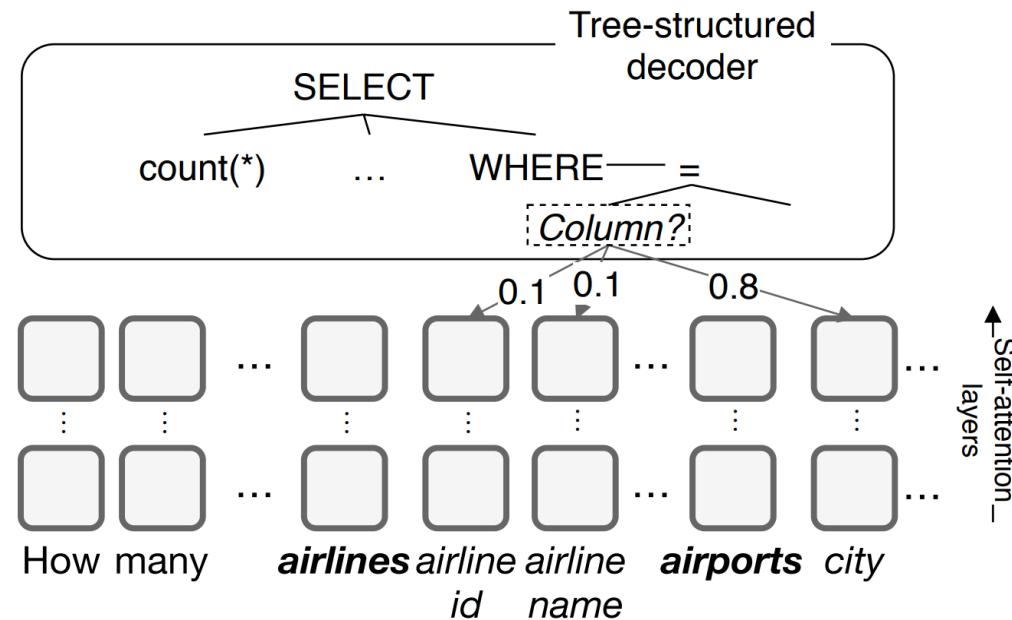 Tree-structured
decoder
SELECT
count(*) ... WHERE =
Column?
0.1 0.1 0.8
... ... ...
Self-attention
layers
... ... ...
How many airlines airline airline airports city
id name